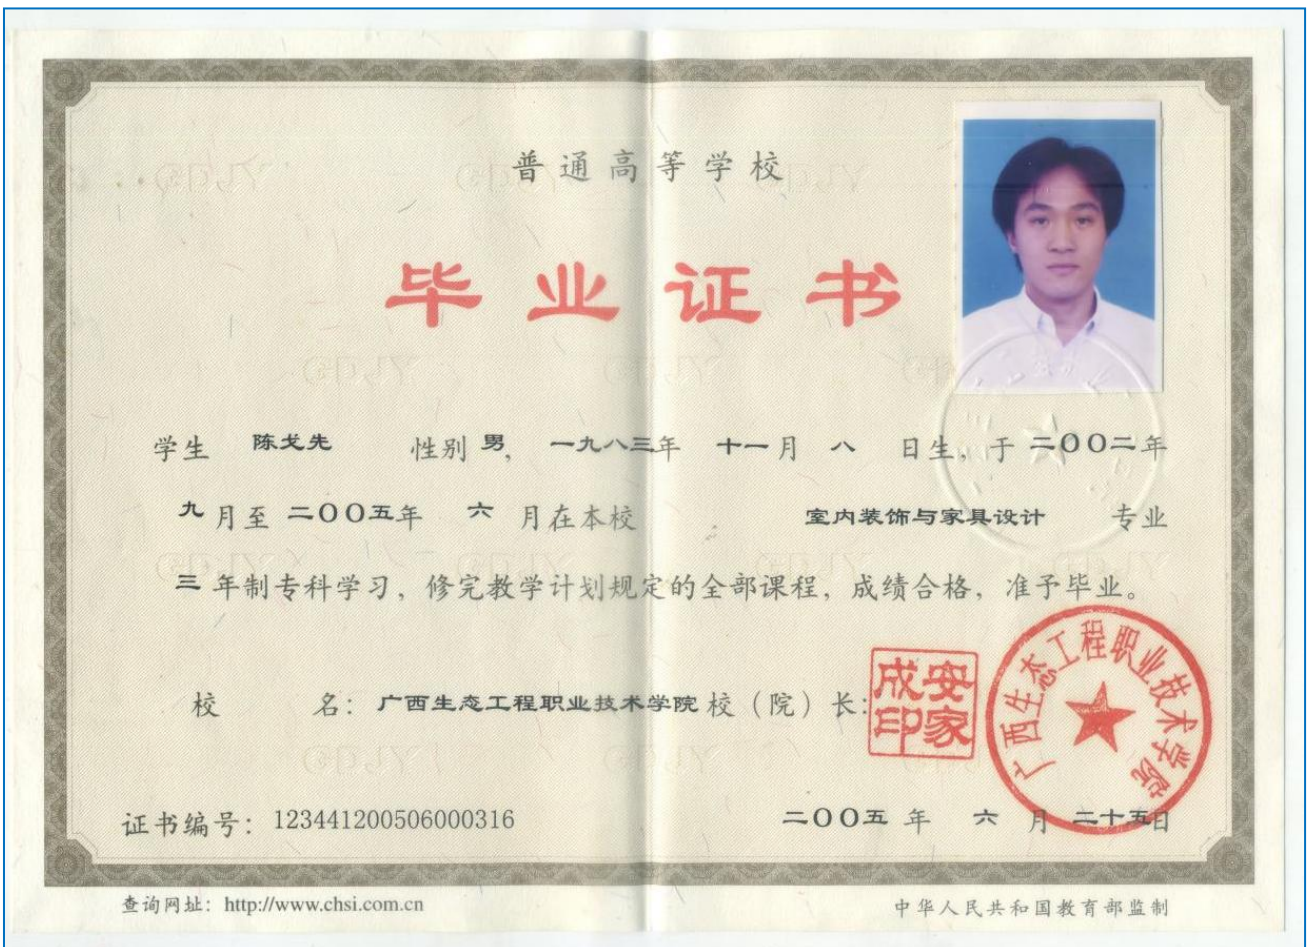 普通高等学校
毕业证书
学生 陈戈先 性别 男, 一九八三年 十一月 八 日生, 于 二〇〇二年
九月至 二〇〇五年 六 月在本校 室内装饰与家具设计 专业
三 年制专科学习, 修完教学计划规定的全部课程, 成绩合格, 准予毕业。
校 名: 广西生态工程职业技术学院 校(院)长:
安家成印
广西生态工程职业技术学院
证书编号: 123441200506000316 二〇〇五 年 六 月 二十五日
查询网址: http://www.chsi.com.cn 中华人民共和国教育部监制